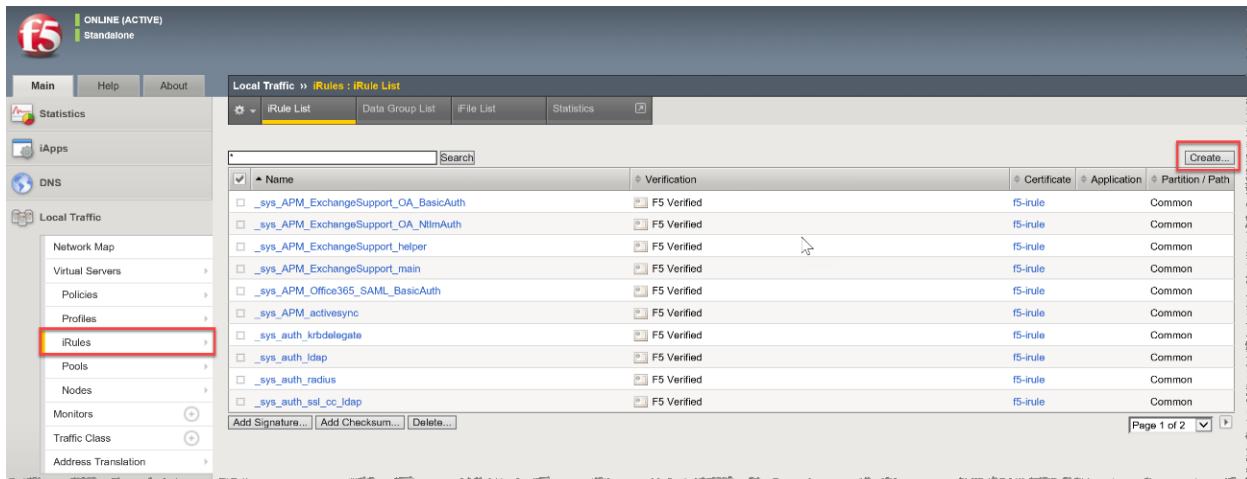 f5
ONLINE (ACTIVE)
Standalone
Main Help About
Statistics
iApps
DNS
Local Traffic
Network Map
Virtual Servers
Policies
Profiles
iRules
Pools
Nodes
Monitors
Traffic Class
Address Translation
Local Traffic ›› iRules : iRule List
iRule List Data Group List iFile List Statistics
* Search Create...
Name Verification Certificate Application Partition / Path
_sys_APM_ExchangeSupport_OA_BasicAuth F5 Verified f5-irule Common
_sys_APM_ExchangeSupport_OA_NtlmAuth F5 Verified f5-irule Common
_sys_APM_ExchangeSupport_helper F5 Verified f5-irule Common
_sys_APM_ExchangeSupport_main F5 Verified f5-irule Common
_sys_APM_Office365_SAML_BasicAuth F5 Verified f5-irule Common
_sys_APM_activesync F5 Verified f5-irule Common
_sys_auth_krbdelegate F5 Verified f5-irule Common
_sys_auth_ldap F5 Verified f5-irule Common
_sys_auth_radius F5 Verified f5-irule Common
_sys_auth_ssl_cc_ldap F5 Verified f5-irule Common
Add Signature... Add Checksum... Delete... Page 1 of 2